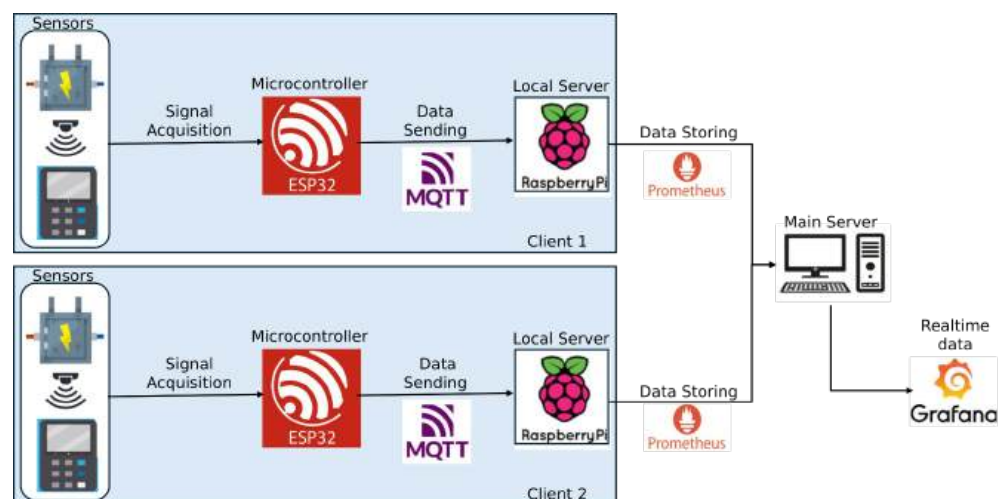 Sensors
Microcontroller
Signal
Acquisition
ESP32
Data
Sending
MQTT
Local Server
RaspberryPi
Client 1
Data Storing
Prometheus
Main Server
Realtime
data
Grafana
Sensors
Microcontroller
Signal
Acquisition
ESP32
Data
Sending
MQTT
Local Server
RaspberryPi
Client 2
Data Storing
Prometheus